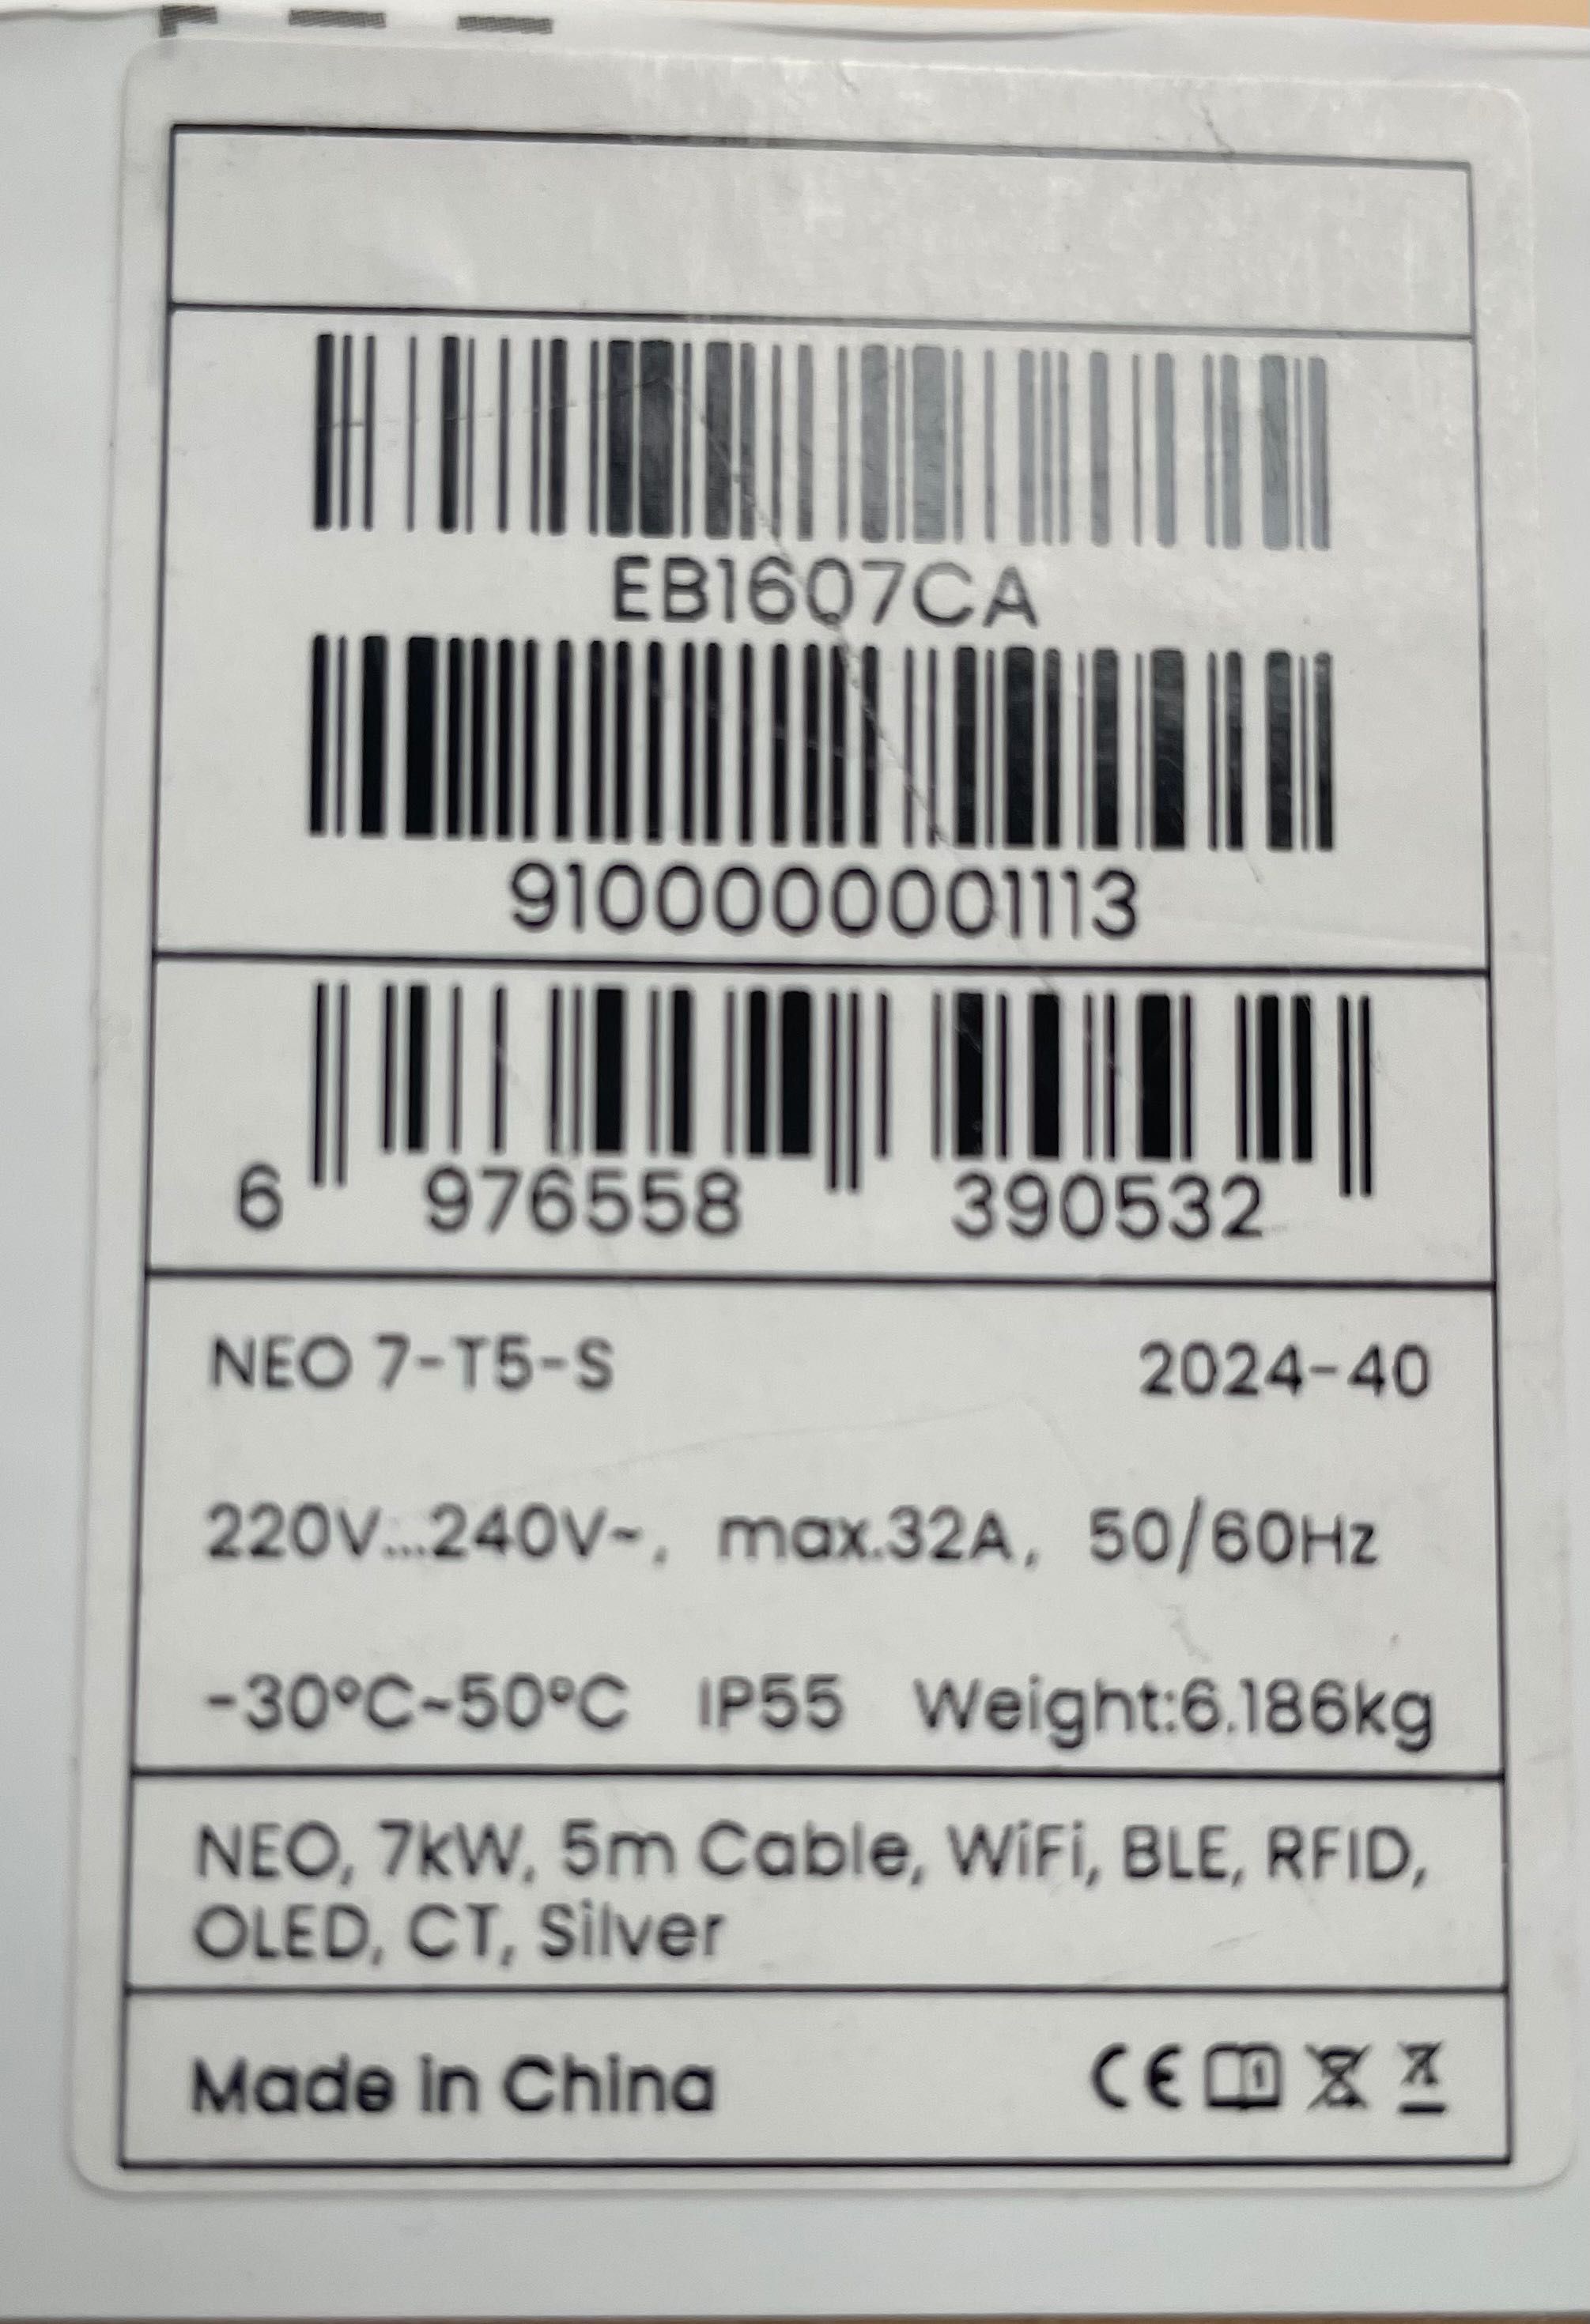 EB1607CA
9100000001113
6 976558 390532
NEO 7-T5-S 2024-40
220V...240V~, max.32A, 50/60Hz
-30°C~50°C IP55 Weight:6.186kg
NEO, 7kW, 5m Cable, WiFi, BLE, RFID,
OLED, CT, Silver
Made in China CE